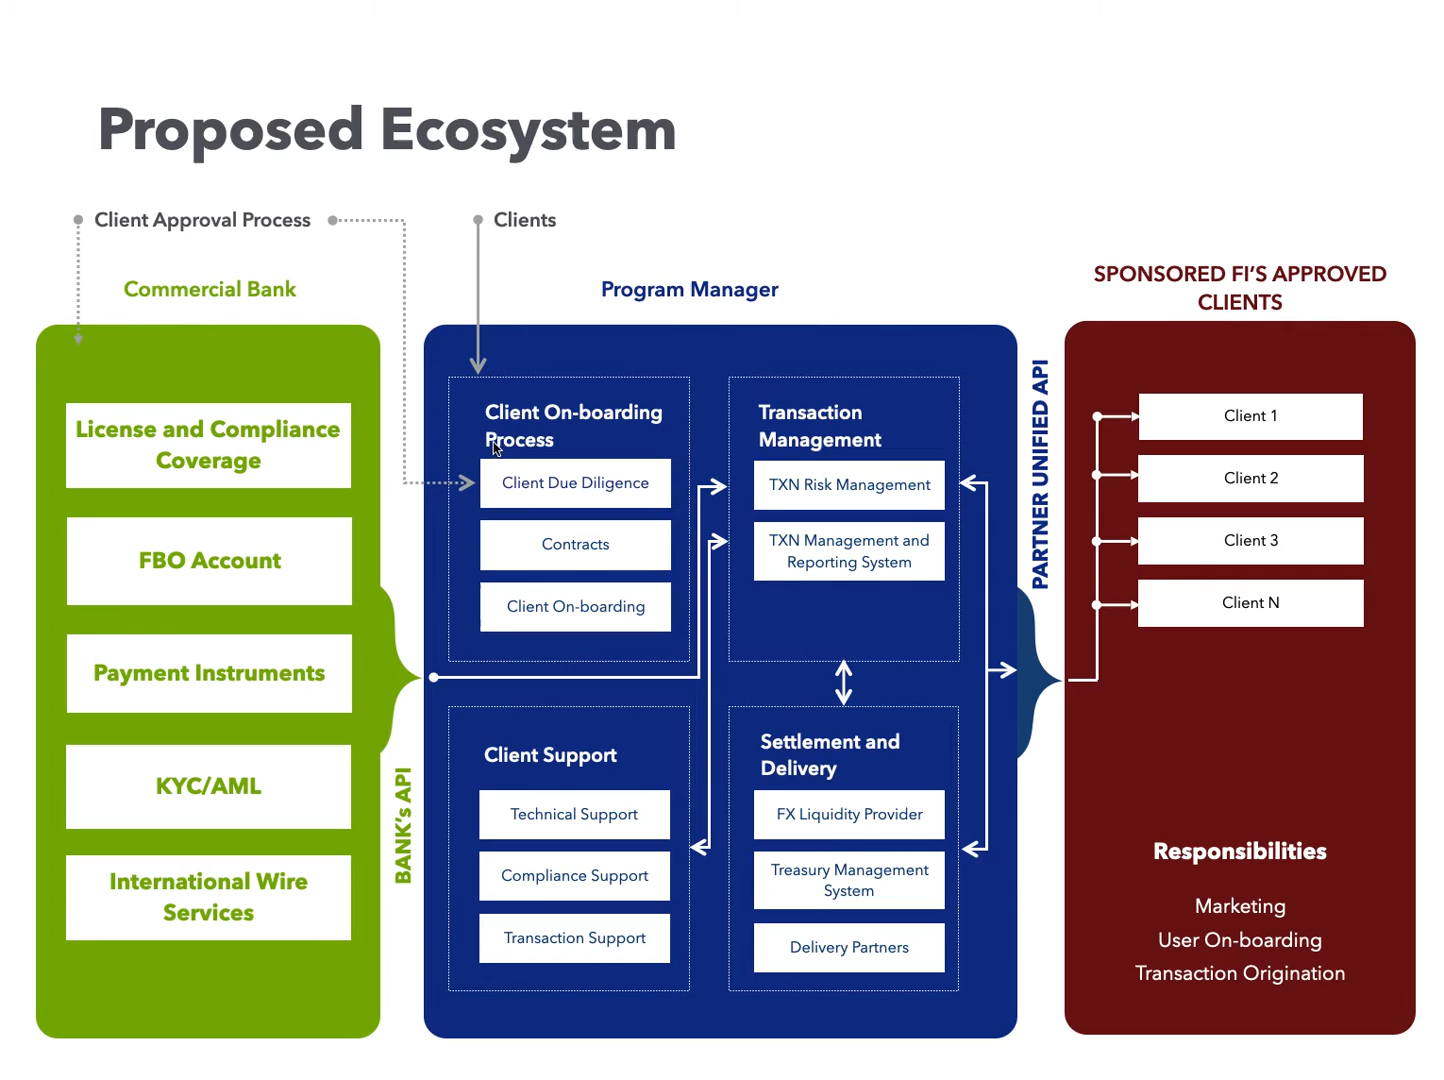 Proposed Ecosystem
Client Approval Process
Clients
Commercial Bank
License and Compliance
Coverage
FBO Account
Payment Instruments
KYC/AML
International Wire
Services
BANK's API
Program Manager
Client On-boarding
Process
Client Due Diligence
Contracts
Client On-boarding
Transaction
Management
TXN Risk Management
TXN Management and
Reporting System
Client Support
Technical Support
Compliance Support
Transaction Support
Settlement and
Delivery
FX Liquidity Provider
Treasury Management
System
Delivery Partners
PARTNER UNIFIED API
SPONSORED FI'S APPROVED
CLIENTS
Client 1
Client 2
Client 3
Client N
Responsibilities
Marketing
User On-boarding
Transaction Origination